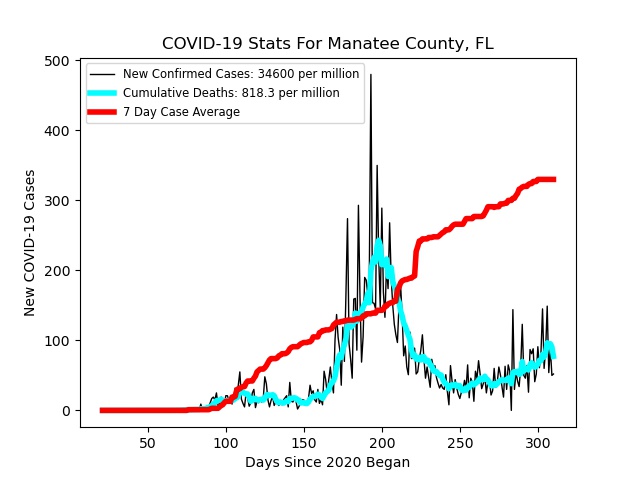 COVID-19 Stats For Manatee County, FL
New Confirmed Cases: 34600 per million
Cumulative Deaths: 818.3 per million
7 Day Case Average
500
400
300
200
100
0
New COVID-19 Cases
50 100 150 200 250 300
Days Since 2020 Began